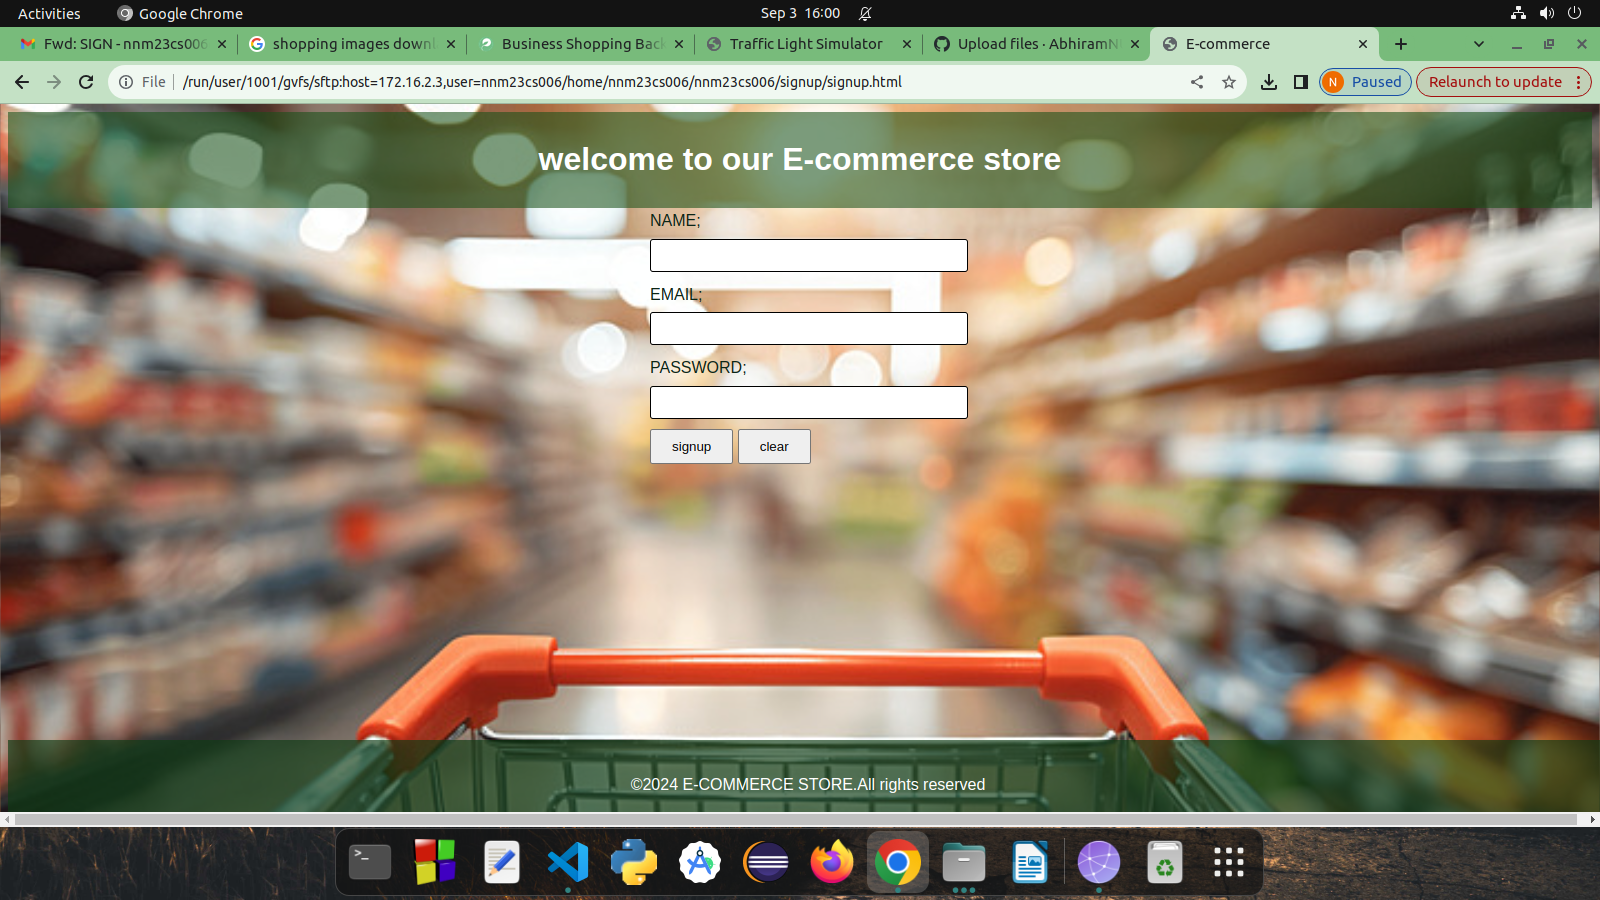 Activities Google Chrome Sep 3 16:00
Fwd: SIGN - nnm23cs006 shopping images downl Business Shopping Back Traffic Light Simulator Upload files · AbhiramN E-commerce
File /run/user/1001/gvfs/sftp:host=172.16.2.3,user=nnm23cs006/home/nnm23cs006/nnm23cs006/signup/signup.html N Paused Relaunch to update
welcome to our E-commerce store
NAME;
EMAIL;
PASSWORD;
signup clear
©2024 E-COMMERCE STORE.All rights reserved